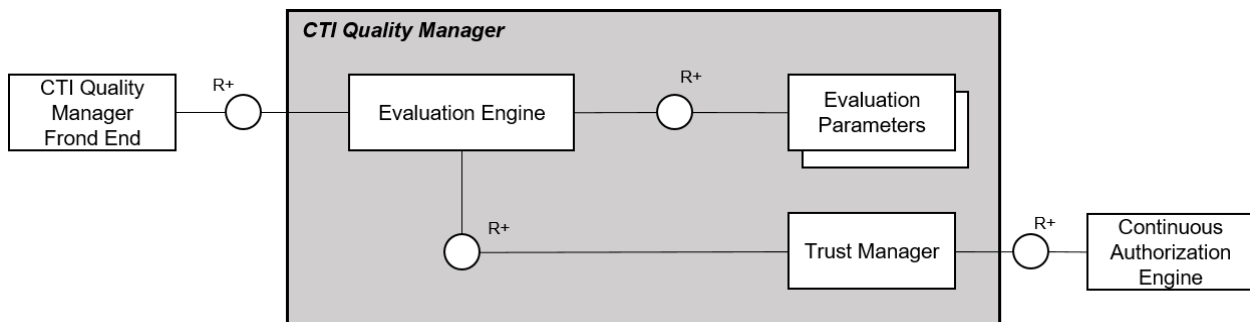 CTI Quality Manager
CTI Quality
Manager
Frond End
R+
Evaluation Engine
R+
Evaluation
Parameters
R+
Trust Manager
R+
Continuous
Authorization
Engine